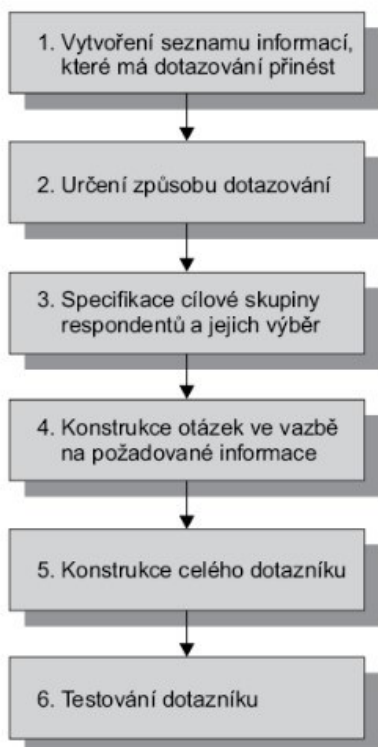 1. Vytvoření seznamu informací,
které má dotazování přinést
2. Určení způsobu dotazování
3. Specifikace cílové skupiny
respondentů a jejich výběr
4. Konstrukce otázek ve vazbě
na požadované informace
5. Konstrukce celého dotazníku
6. Testování dotazníku